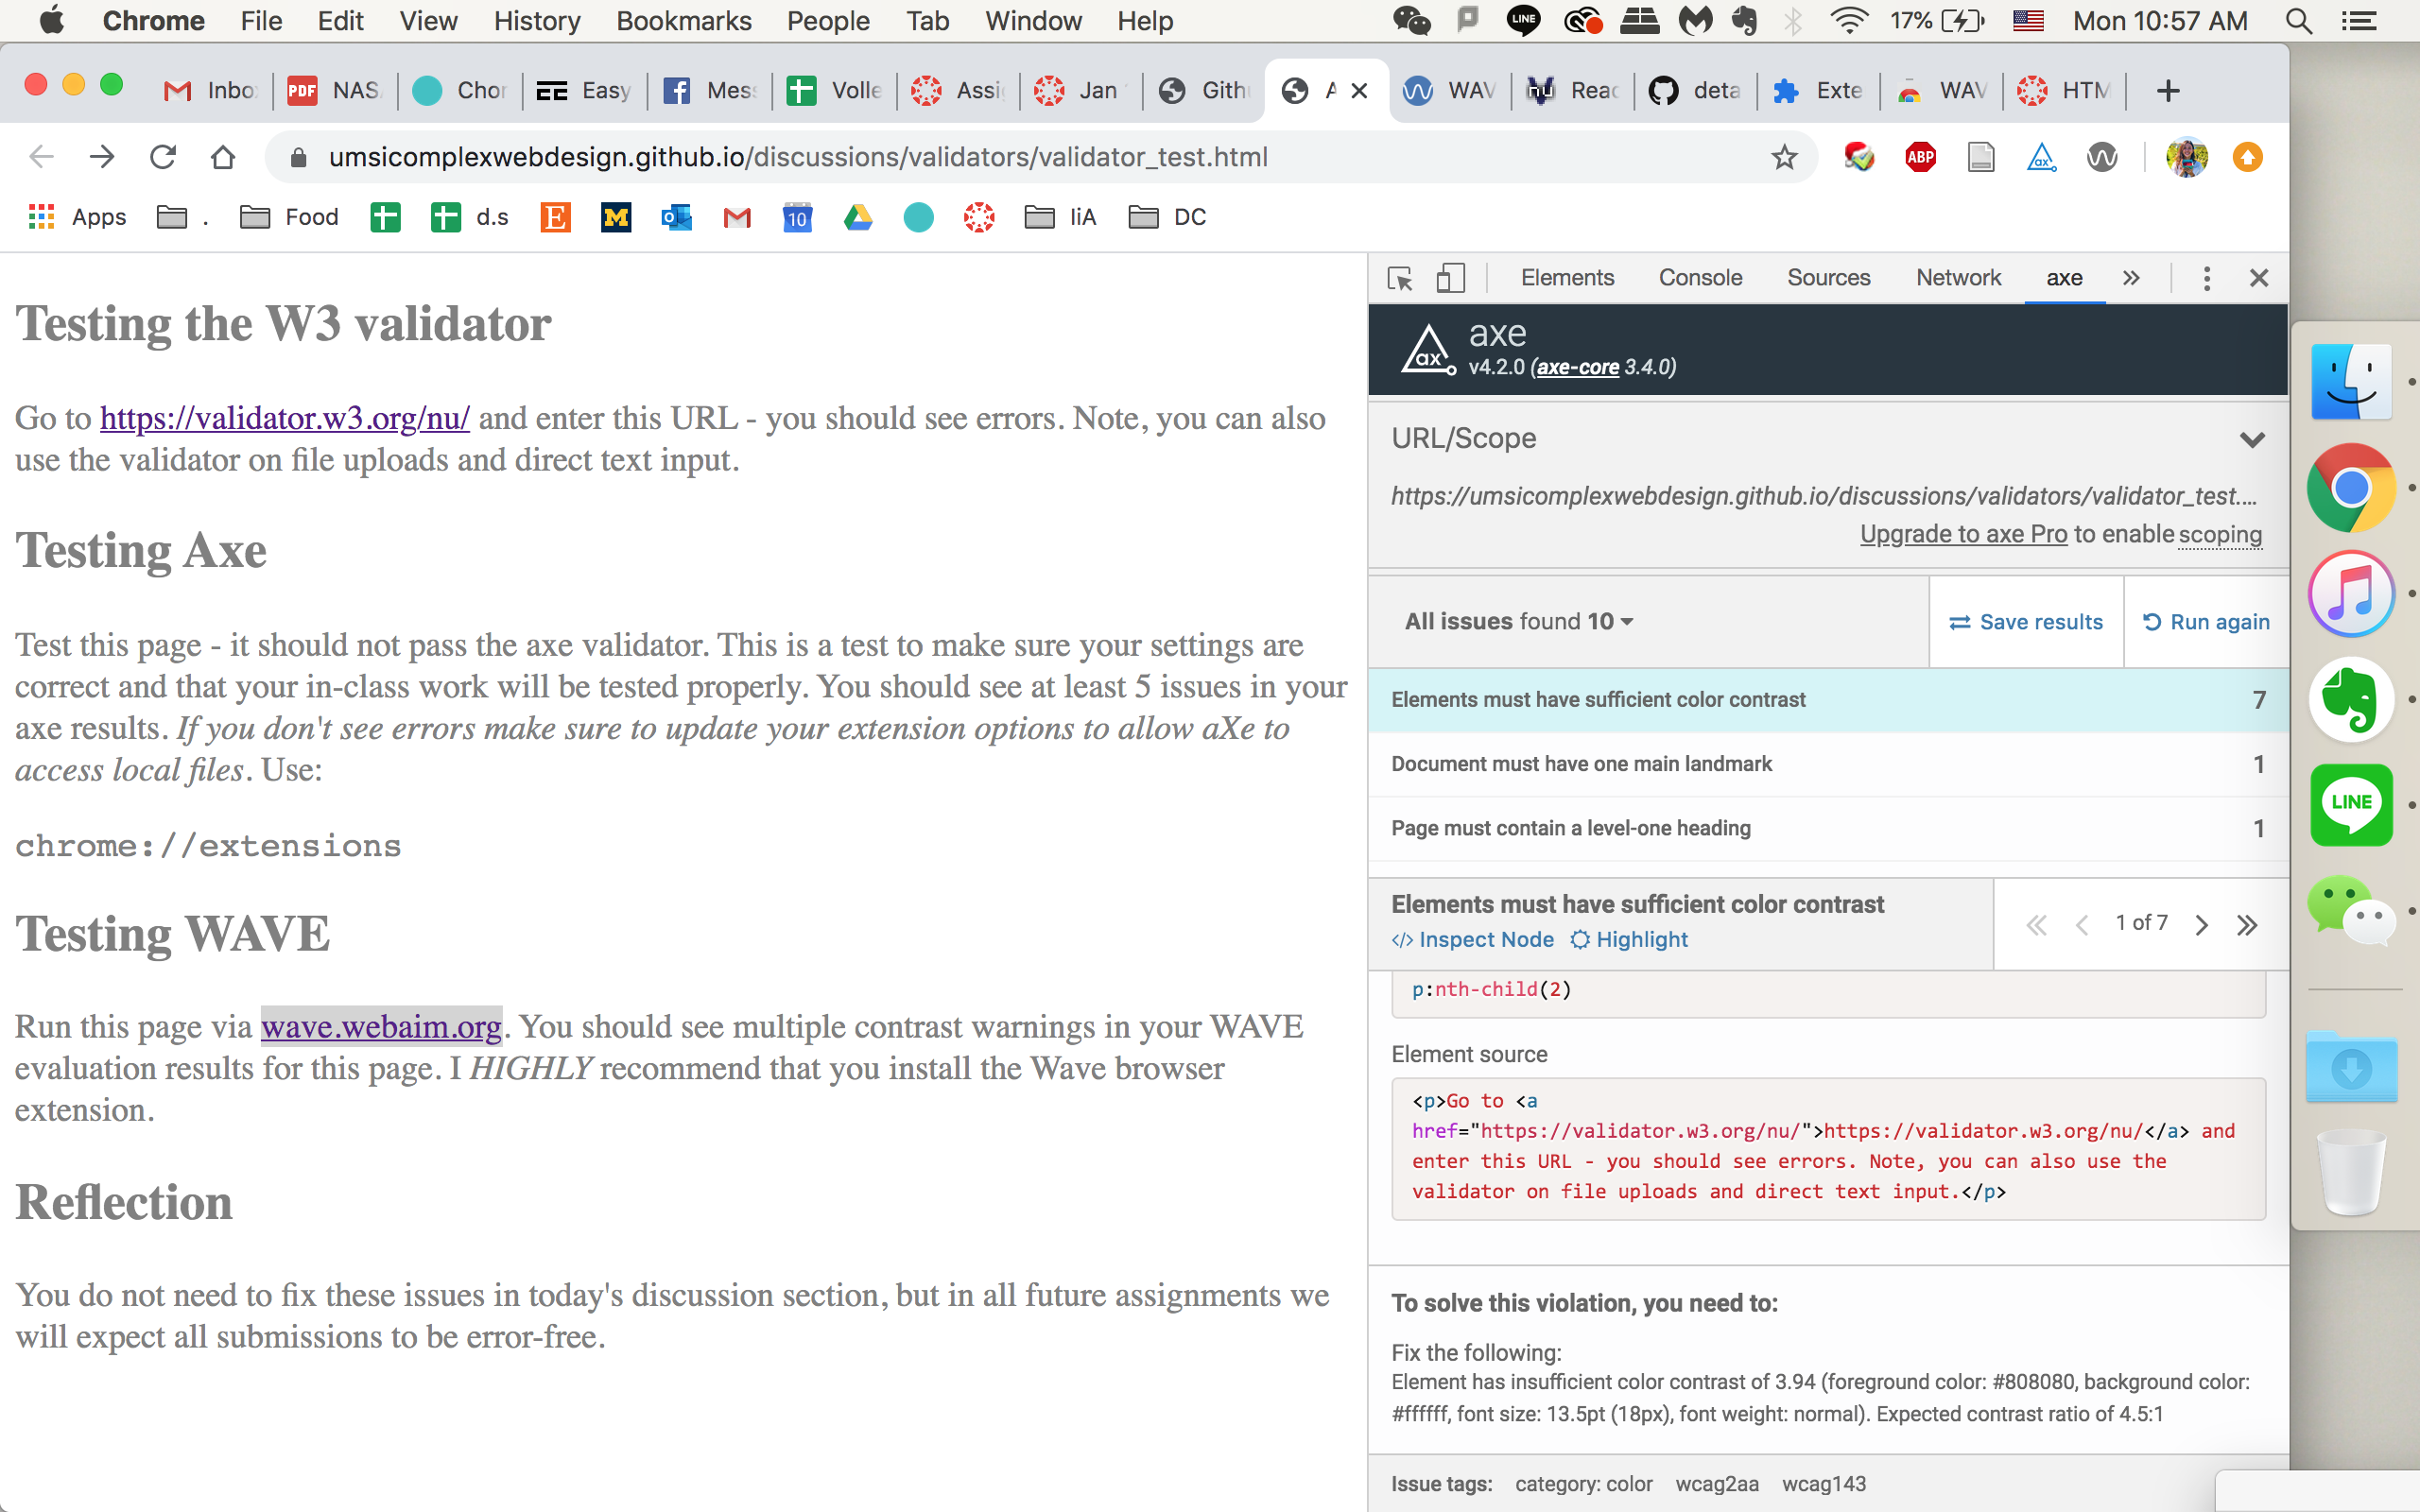 Chrome File Edit View History Bookmarks People Tab Window Help LINE 17% Mon 10:57 AM
Inbo PDF NAS Chor EE Easy Mess Volle Assi Jan Gith A WAV nu Reac deta Exte WAV HTM
umsicomplexwebdesign.github.io/discussions/validators/validator_test.html ABP ax
Apps . Food d.s E M 10 IiA DC
Elements Console Sources Network axe
ax axe
v4.2.0 (axe-core 3.4.0)
URL/Scope
https://umsicomplexwebdesign.github.io/discussions/validators/validator_test....
Upgrade to axe Pro to enable scoping
All issues found 10 Save results Run again
Elements must have sufficient color contrast 7
Document must have one main landmark 1
Page must contain a level-one heading 1
Elements must have sufficient color contrast
</> Inspect Node Highlight 1 of 7
p:nth-child(2)
Element source
<p>Go to <a
href="https://validator.w3.org/nu/">https://validator.w3.org/nu/</a> and
enter this URL - you should see errors. Note, you can also use the
validator on file uploads and direct text input.</p>
To solve this violation, you need to:
Fix the following:
Element has insufficient color contrast of 3.94 (foreground color: #808080, background color:
#ffffff, font size: 13.5pt (18px), font weight: normal). Expected contrast ratio of 4.5:1
Issue tags: category: color wcag2aa wcag143
Testing the W3 validator
Go to https://validator.w3.org/nu/ and enter this URL - you should see errors. Note, you can also
use the validator on file uploads and direct text input.
Testing Axe
Test this page - it should not pass the axe validator. This is a test to make sure your settings are
correct and that your in-class work will be tested properly. You should see at least 5 issues in your
axe results. If you don't see errors make sure to update your extension options to allow aXe to
access local files. Use:
chrome://extensions
Testing WAVE
Run this page via wave.webaim.org. You should see multiple contrast warnings in your WAVE
evaluation results for this page. I HIGHLY recommend that you install the Wave browser
extension.
Reflection
You do not need to fix these issues in today's discussion section, but in all future assignments we
will expect all submissions to be error-free.
LINE